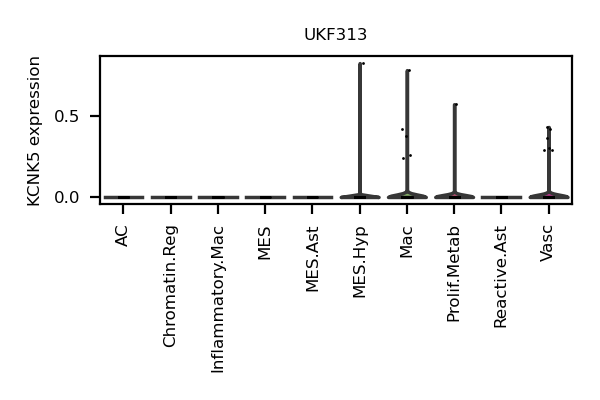 UKF313
KCNK5 expression
0.5
0.0
AC
Chromatin.Reg
Inflammatory.Mac
MES
MES.Ast
MES.Hyp
Mac
Prolif.Metab
Reactive.Ast
Vasc